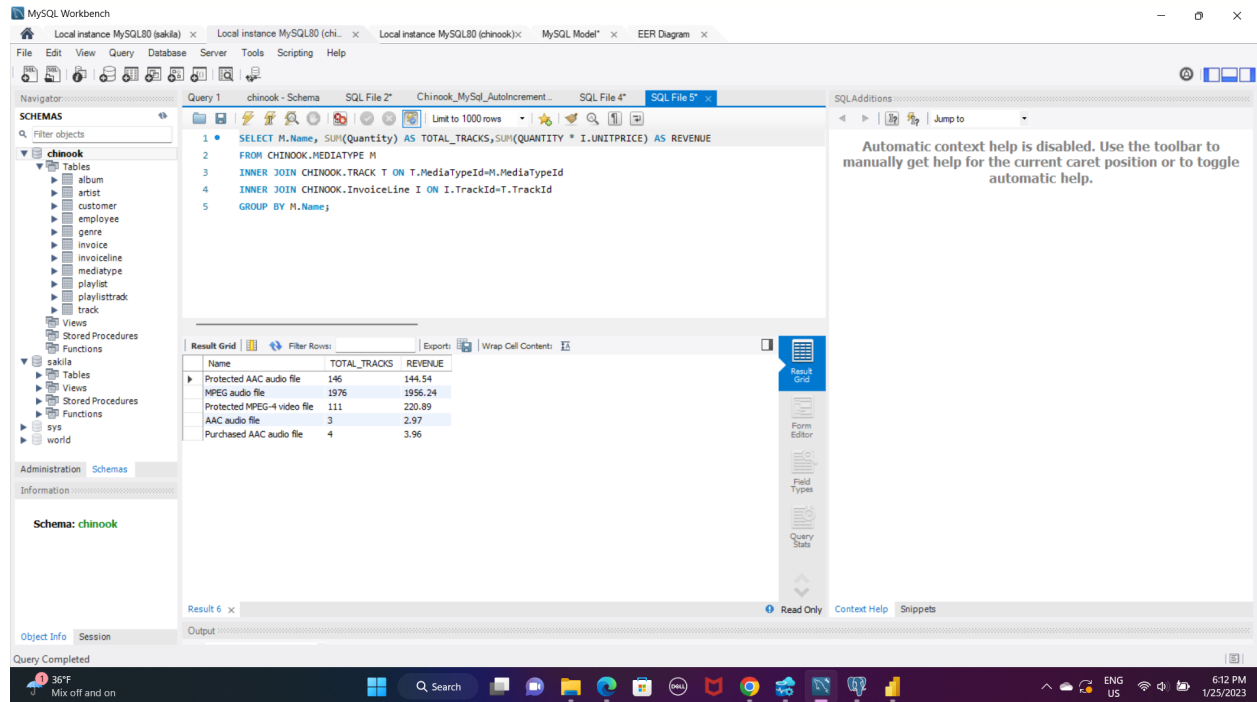 MySQL Workbench
Local instance MySQL80 (sakila) × Local instance MySQL80 (chi... × Local instance MySQL80 (chinook) × MySQL Model* × EER Diagram ×
File Edit View Query Database Server Tools Scripting Help
Navigator Query 1 chinook - Schema SQL File 2* Chinook_MySql_AutoIncrement... SQL File 4* SQL File 5* × SQLAdditions
SCHEMAS Limit to 1000 rows Jump to
Filter objects
chinook
Tables
album
artist
customer
employee
genre
invoice
invoiceline
mediatype
playlist
playlisttrack
track
Views
Stored Procedures
Functions
sakila
Tables
Views
Stored Procedures
Functions
sys
world
Administration Schemas
Information
Schema: chinook
Object Info Session
1 SELECT M.Name, SUM(Quantity) AS TOTAL_TRACKS,SUM(QUANTITY * I.UNITPRICE) AS REVENUE
2 FROM CHINOOK.MEDIATYPE M
3 INNER JOIN CHINOOK.TRACK T ON T.MediaTypeId=M.MediaTypeId
4 INNER JOIN CHINOOK.InvoiceLine I ON I.TrackId=T.TrackId
5 GROUP BY M.Name;
Result Grid Filter Rows: Export: Wrap Cell Content:
Name TOTAL_TRACKS REVENUE
Protected AAC audio file 146 144.54
MPEG audio file 1976 1956.24
Protected MPEG-4 video file 111 220.89
AAC audio file 3 2.97
Purchased AAC audio file 4 3.96
Result
Grid
Form
Editor
Field
Types
Query
Stats
Result 6 × Read Only
Output
Automatic context help is disabled. Use the toolbar to
manually get help for the current caret position or to toggle
automatic help.
Context Help Snippets
Query Completed
1 36°F
Mix off and on
Search
DELL
ENG
US
6:12 PM
1/25/2023